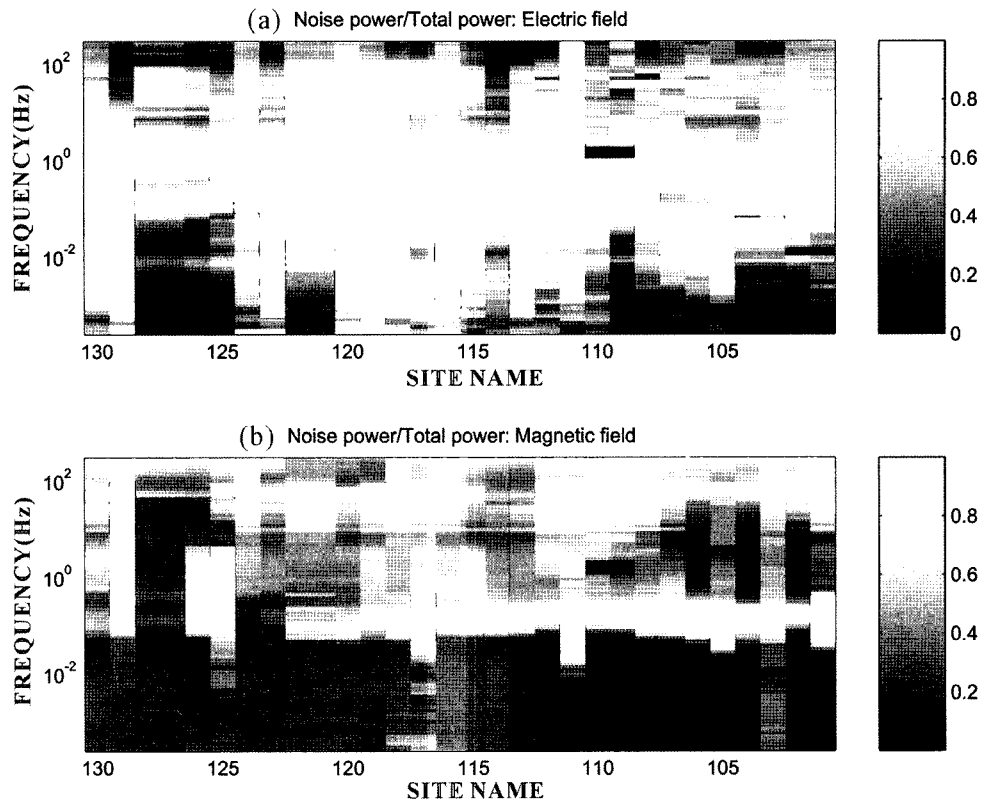 (a) Noise power/Total power: Electric field
FREQUENCY(Hz)
10^2
10^0
10^-2
0.8
0.6
0.4
0.2
0
130 125 120 115 110 105
SITE NAME
(b) Noise power/Total power: Magnetic field
FREQUENCY(Hz)
10^2
10^0
10^-2
0.8
0.6
0.4
0.2
130 125 120 115 110 105
SITE NAME